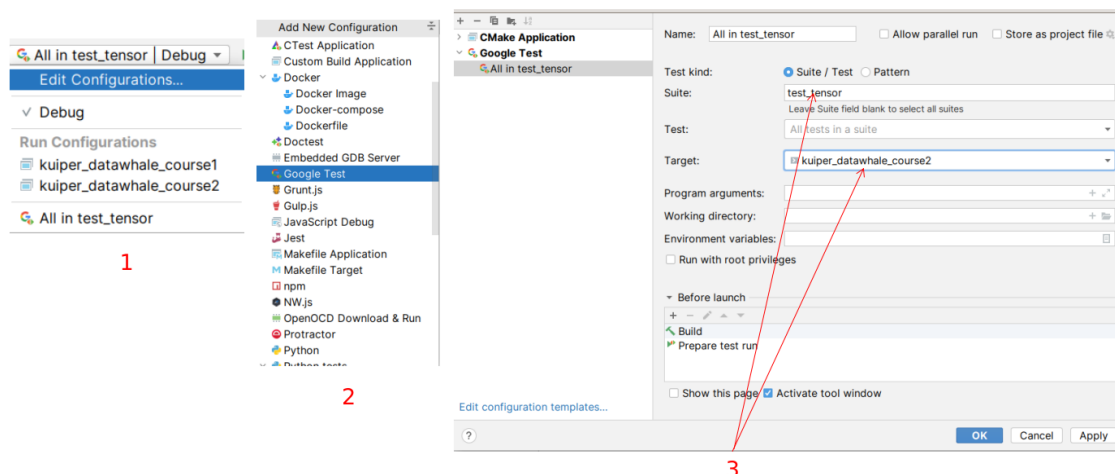 All in test_tensor | Debug
Edit Configurations...
Debug
Run Configurations
kuiper_datawhale_course1
kuiper_datawhale_course2
All in test_tensor
1
Add New Configuration
CTest Application
Custom Build Application
Docker
Docker Image
Docker-compose
Dockerfile
Doctest
Embedded GDB Server
Google Test
Grunt.js
Gulp.js
JavaScript Debug
Jest
Makefile Application
Makefile Target
npm
NW.js
OpenOCD Download & Run
Protractor
Python
Python tests
2
CMake Application
Google Test
All in test_tensor
Edit configuration templates...
?
Name: All in test_tensor
Allow parallel run
Store as project file
Test kind: Suite / Test Pattern
Suite: test_tensor
Leave Suite field blank to select all suites
Test: All tests in a suite
Target: kuiper_datawhale_course2
Program arguments:
Working directory:
Environment variables:
Run with root privileges
Before launch
Build
Prepare test run
Show this page Activate tool window
OK Cancel Apply
3